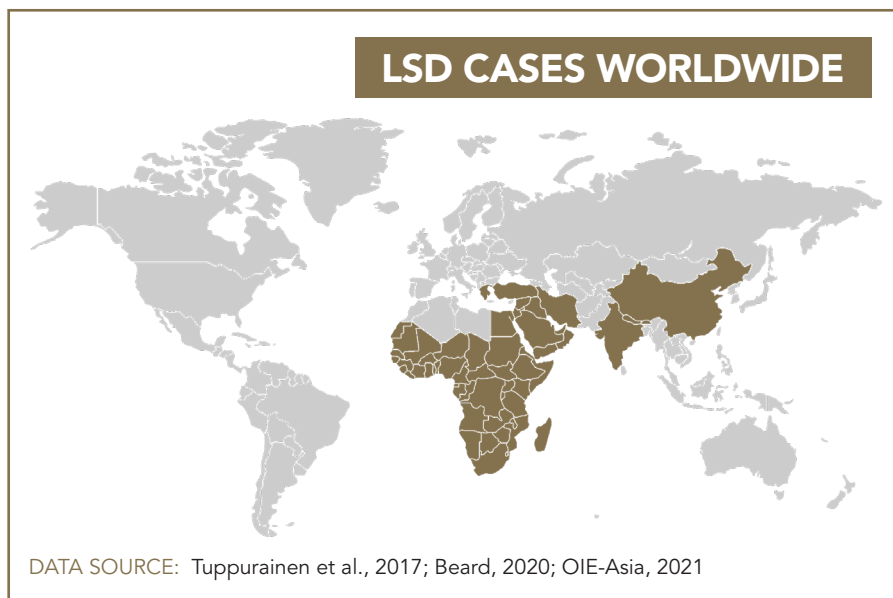 LSD CASES WORLDWIDE
DATA SOURCE: Tuppurainen et al., 2017; Beard, 2020; OIE-Asia, 2021